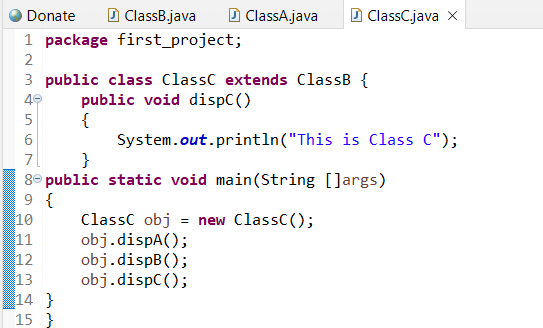 Donate ClassB.java ClassA.java ClassC.java
1 package first_project;
2
3 public class ClassC extends ClassB {
4 public void dispC()
5 {
6 System.out.println("This is Class C");
7 }
8 public static void main(String []args)
9 {
10 ClassC obj = new ClassC();
11 obj.dispA();
12 obj.dispB();
13 obj.dispC();
14 }
15 }